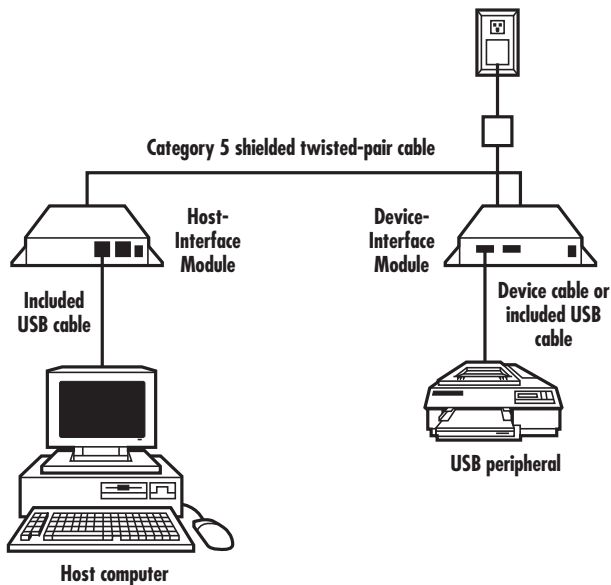 Category 5 shielded twisted-pair cable
Host-
Interface
Module
Device-
Interface
Module
Included
USB cable
Device cable or
included USB
cable
USB peripheral
Host computer